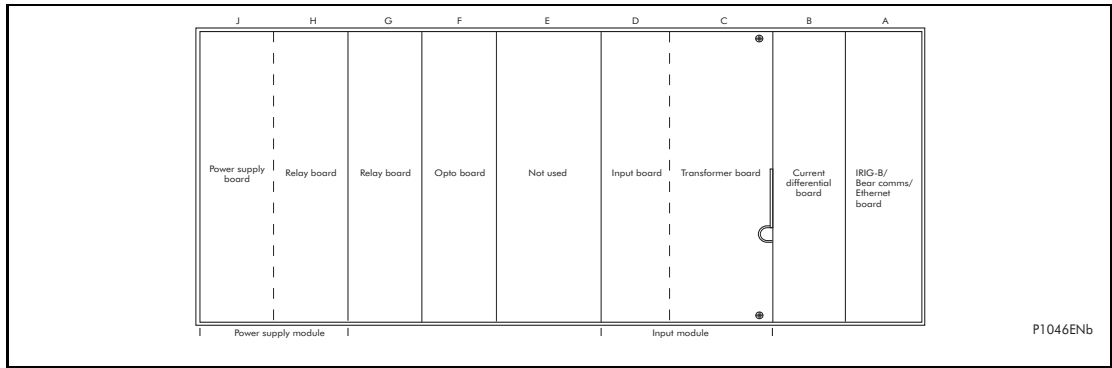 J H G F E D C B A
Power supply
board
Relay board
Relay board
Opto board
Not used
Input board
Transformer board
Current
differential
board
IRIG-B/
Bear comms/
Ethernet
board
Power supply module
Input module
P1046ENb